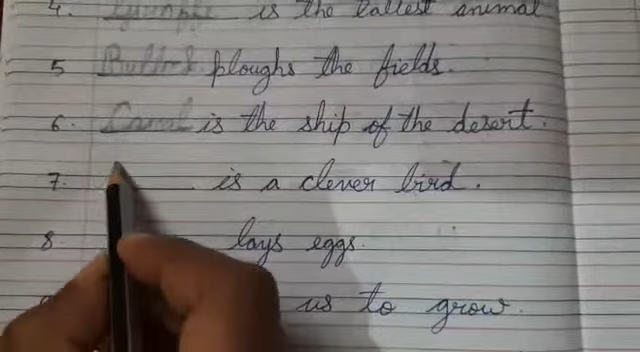 4. is the tallest animal
5 Bullock ploughs the fields.
6. Camel is the ship of the desert.
7. is a clever bird.
8 lays eggs.
us to grow.